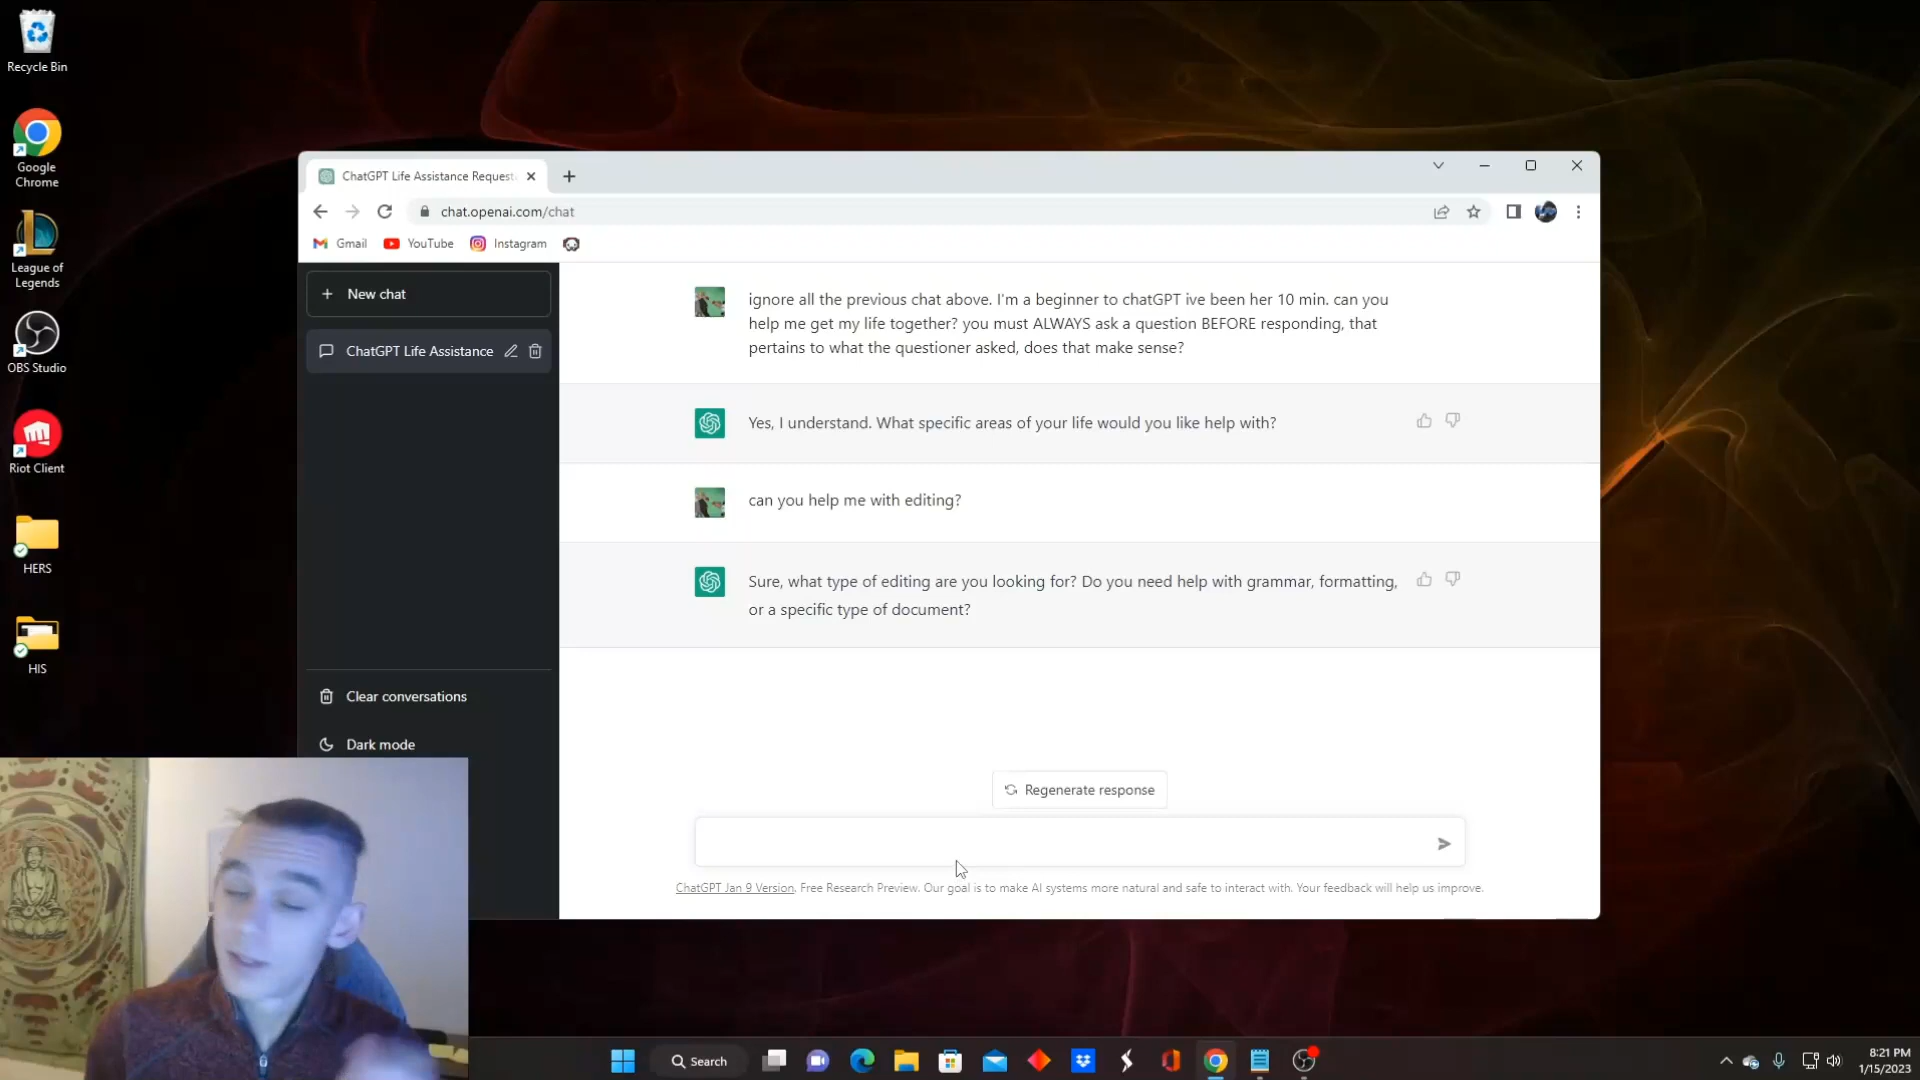 Recycle Bin
Google
Chrome
League of
Legends
OBS Studio
Riot Client
HERS
HIS
ChatGPT Life Assistance Request
chat.openai.com/chat
Gmail
YouTube
Instagram
New chat
ChatGPT Life Assistance
Clear conversations
Dark mode
ignore all the previous chat above. I'm a beginner to chatGPT ive been her 10 min. can you
help me get my life together? you must ALWAYS ask a question BEFORE responding, that
pertains to what the questioner asked, does that make sense?
Yes, I understand. What specific areas of your life would you like help with?
can you help me with editing?
Sure, what type of editing are you looking for? Do you need help with grammar, formatting,
or a specific type of document?
Regenerate response
ChatGPT Jan 9 Version. Free Research Preview. Our goal is to make AI systems more natural and safe to interact with. Your feedback will help us improve.
Search
8:21 PM
1/15/2023